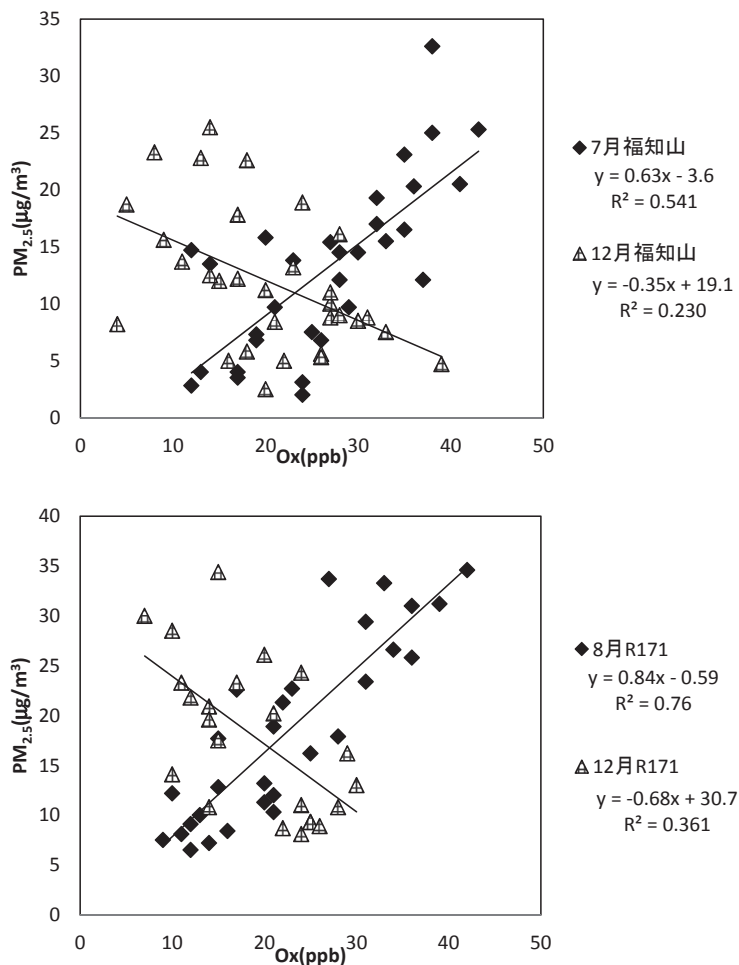 35
30
25
20
15
10
5
0
PM2.5(μg/m³)
0 10 20 30 40 50
Ox(ppb)
7月福知山
y = 0.63x - 3.6
R² = 0.541
12月福知山
y = -0.35x + 19.1
R² = 0.230
40
35
30
25
20
15
10
5
0
PM2.5(μg/m³)
0 10 20 30 40 50
Ox(ppb)
8月R171
y = 0.84x - 0.59
R² = 0.76
12月R171
y = -0.68x + 30.7
R² = 0.361